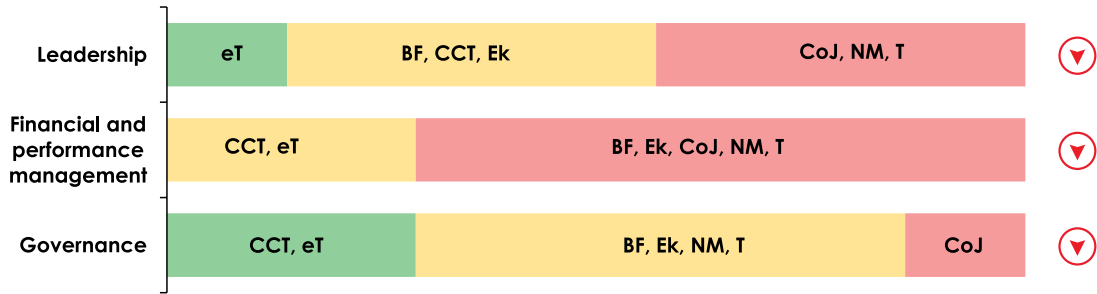 Leadership
eT
BF, CCT, Ek
CoJ, NM, T
Financial and
performance
management
CCT, eT
BF, Ek, CoJ, NM, T
Governance
CCT, eT
BF, Ek, NM, T
CoJ